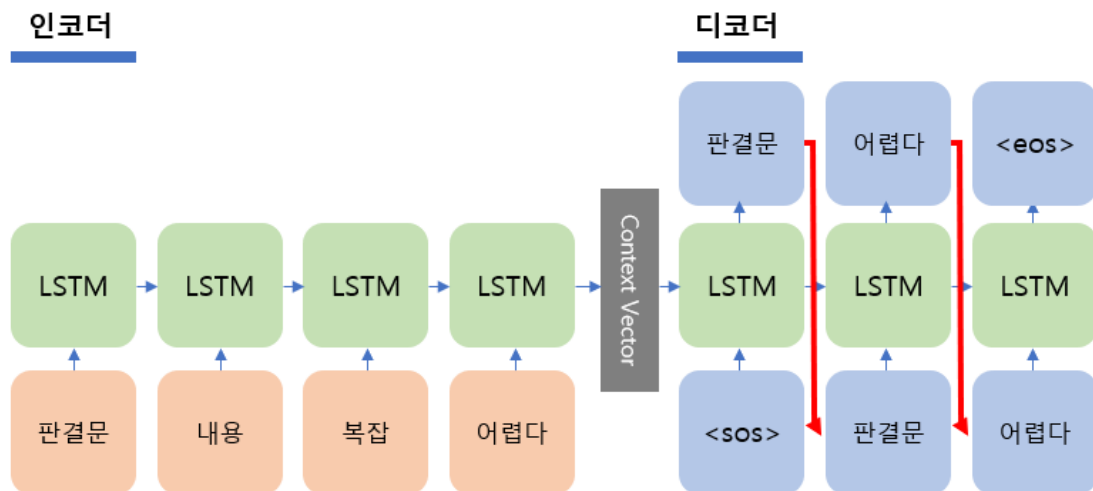 인코더
디코더
판결문
어렵다
<eos>
LSTM
LSTM
LSTM
LSTM
Context Vector
LSTM
LSTM
LSTM
판결문
내용
복잡
어렵다
<sos>
판결문
어렵다